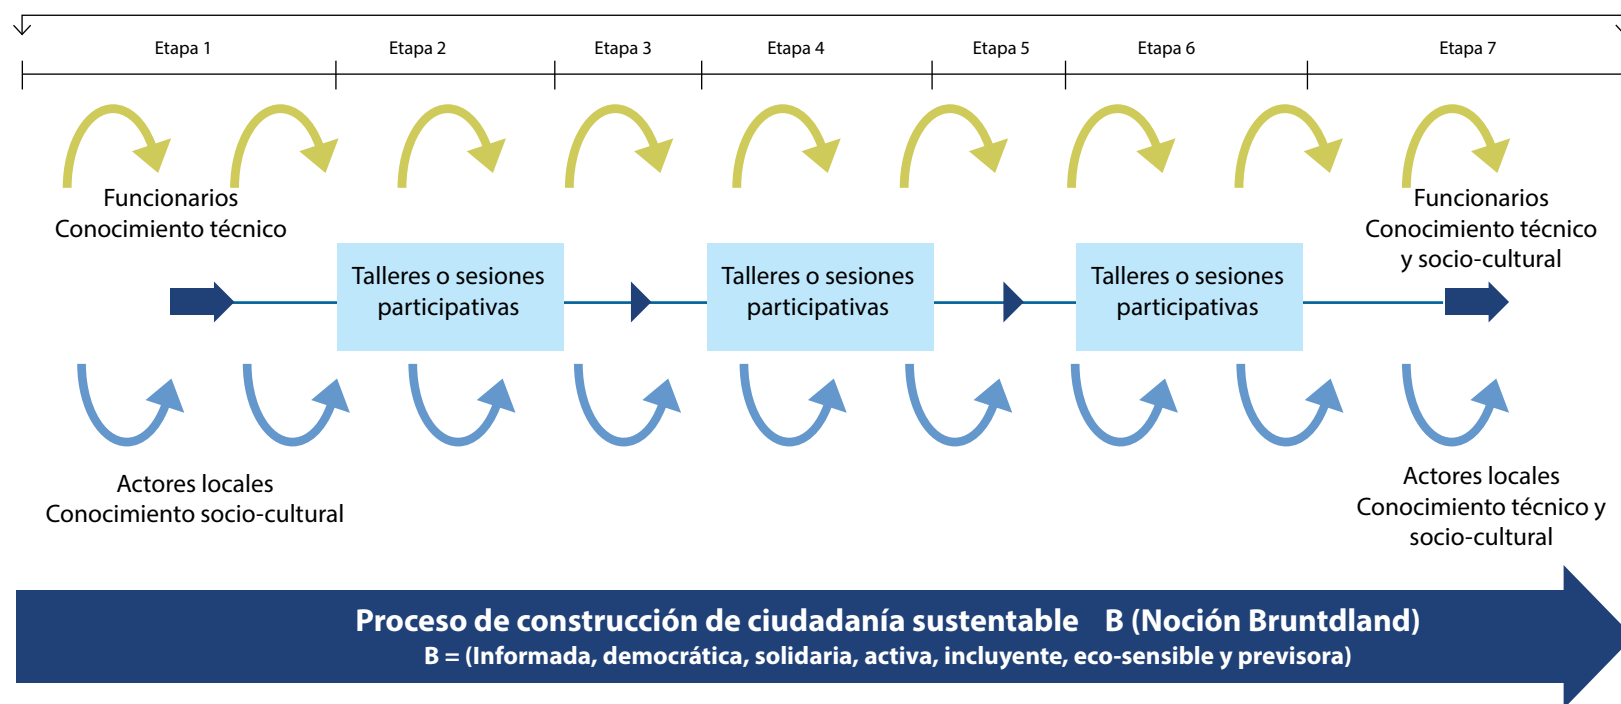 Etapa 1
Etapa 2
Etapa 3
Etapa 4
Etapa 5
Etapa 6
Etapa 7
Funcionarios
Conocimiento técnico
Funcionarios
Conocimiento técnico
y socio-cultural
Talleres o sesiones
participativas
Talleres o sesiones
participativas
Talleres o sesiones
participativas
Actores locales
Conocimiento socio-cultural
Actores locales
Conocimiento técnico y
socio-cultural
Proceso de construcción de ciudadanía sustentable B (Noción Bruntdland)
B = (Informada, democrática, solidaria, activa, incluyente, eco-sensible y previsora)